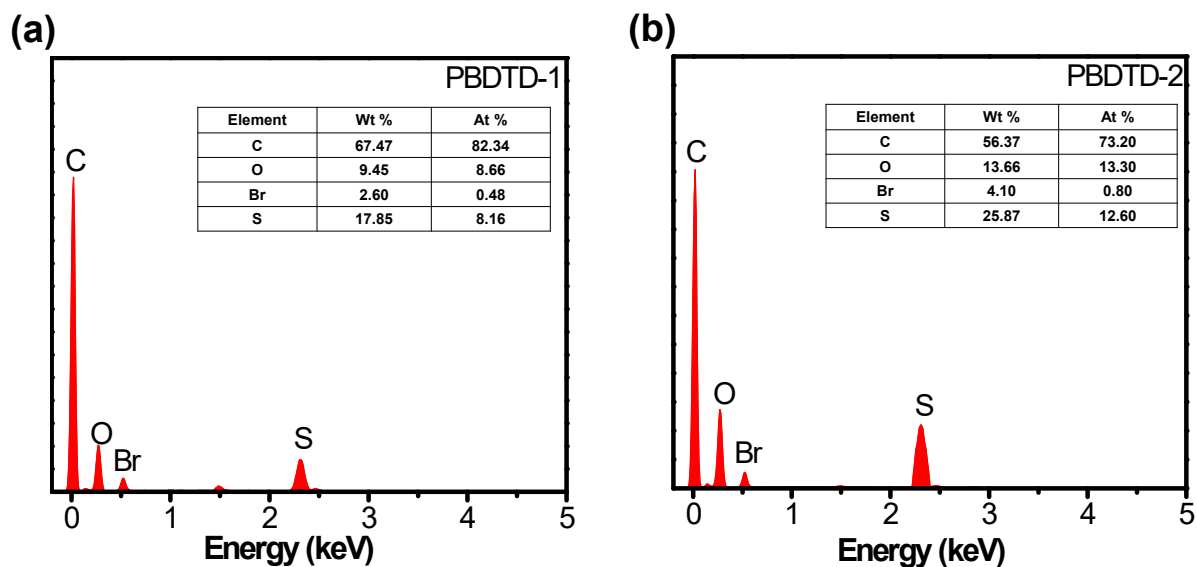 (a)
PBDTD-1
Element Wt % At %
C 67.47 82.34
O 9.45 8.66
Br 2.60 0.48
S 17.85 8.16
C
O
Br
S
0 1 2 3 4 5
Energy (keV)
(b)
PBDTD-2
Element Wt % At %
C 56.37 73.20
O 13.66 13.30
Br 4.10 0.80
S 25.87 12.60
C
O
Br
S
0 1 2 3 4 5
Energy (keV)